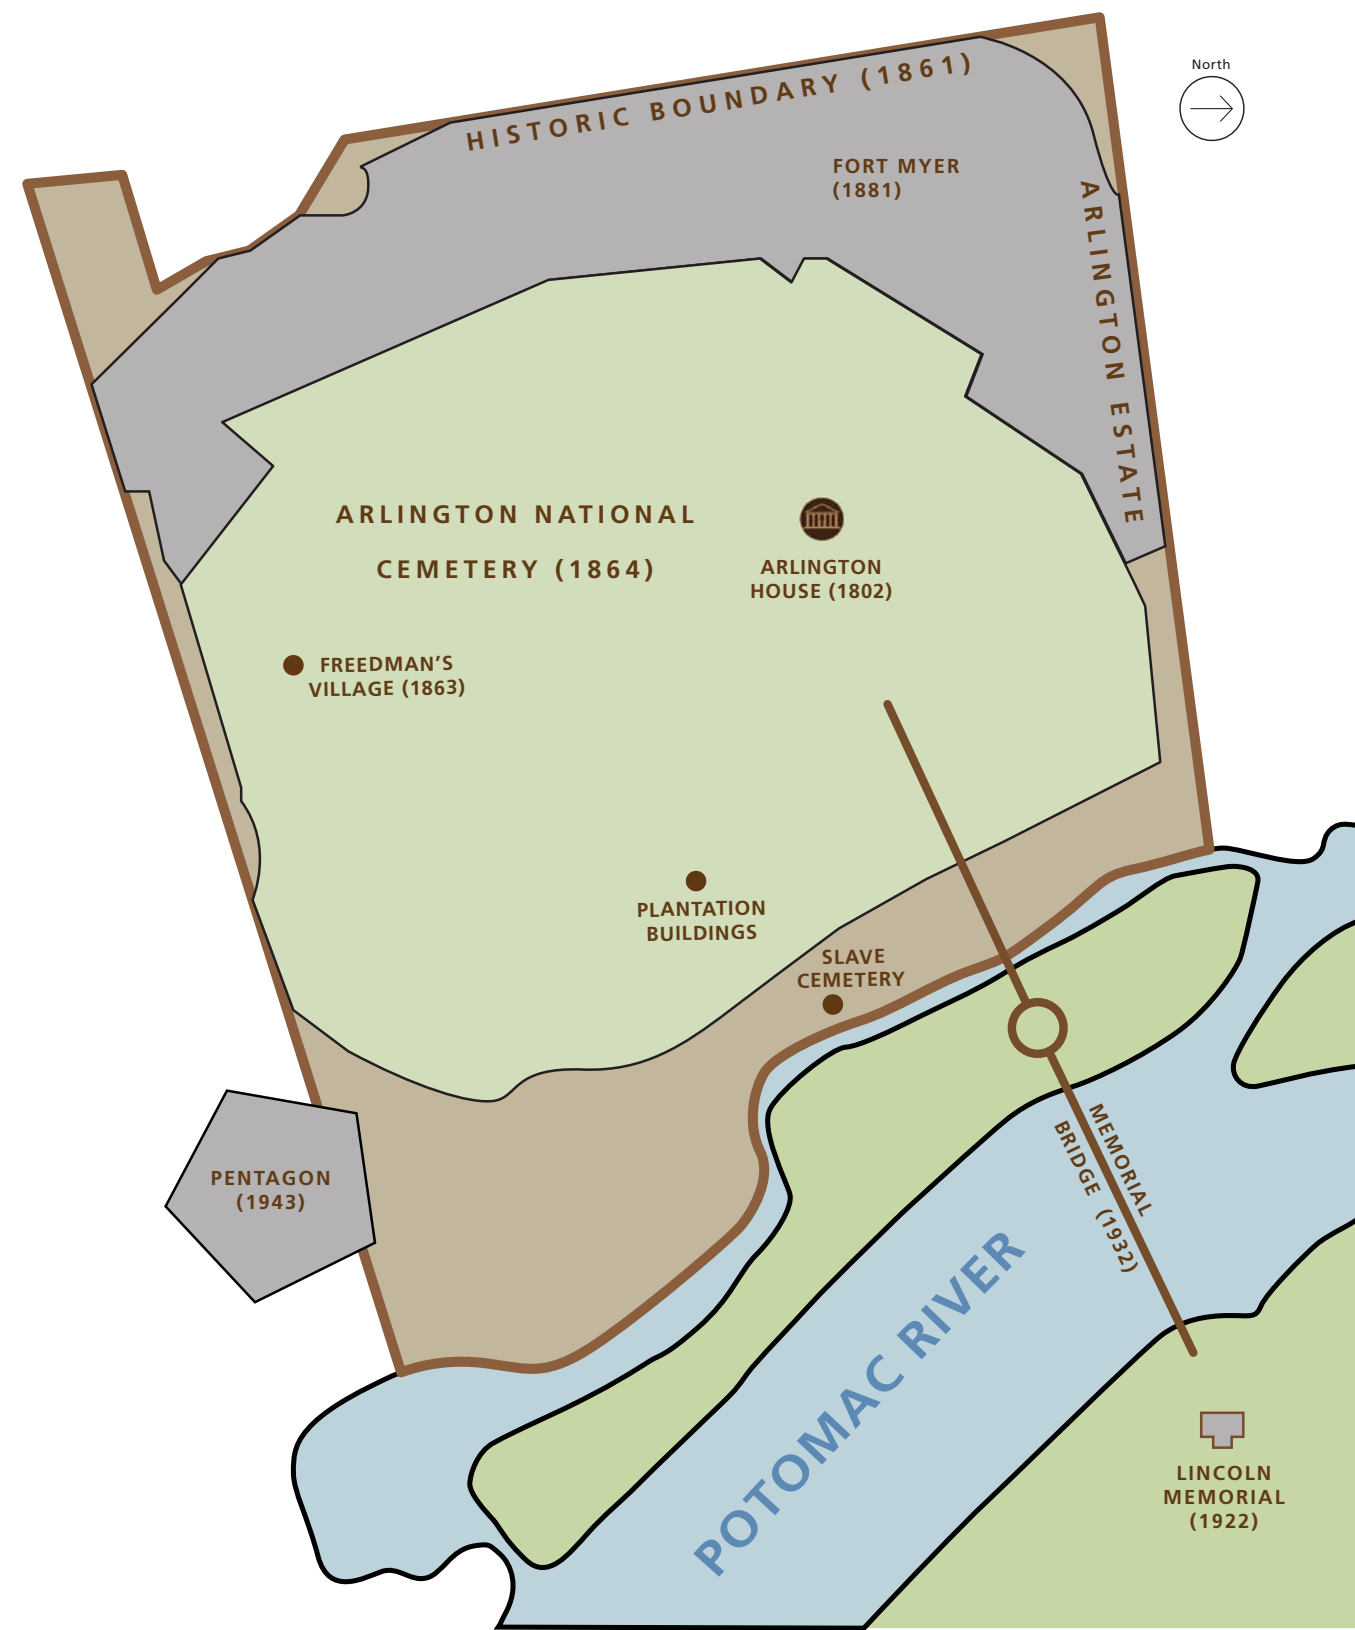 North
HISTORIC BOUNDARY (1861)
FORT MYER
(1881)
ARLINGTON ESTATE
ARLINGTON NATIONAL
CEMETERY (1864)
ARLINGTON
HOUSE (1802)
FREEDMAN’S
VILLAGE (1863)
PLANTATION
BUILDINGS
SLAVE
CEMETERY
PENTAGON
(1943)
MEMORIAL
BRIDGE (1932)
POTOMAC RIVER
LINCOLN
MEMORIAL
(1922)